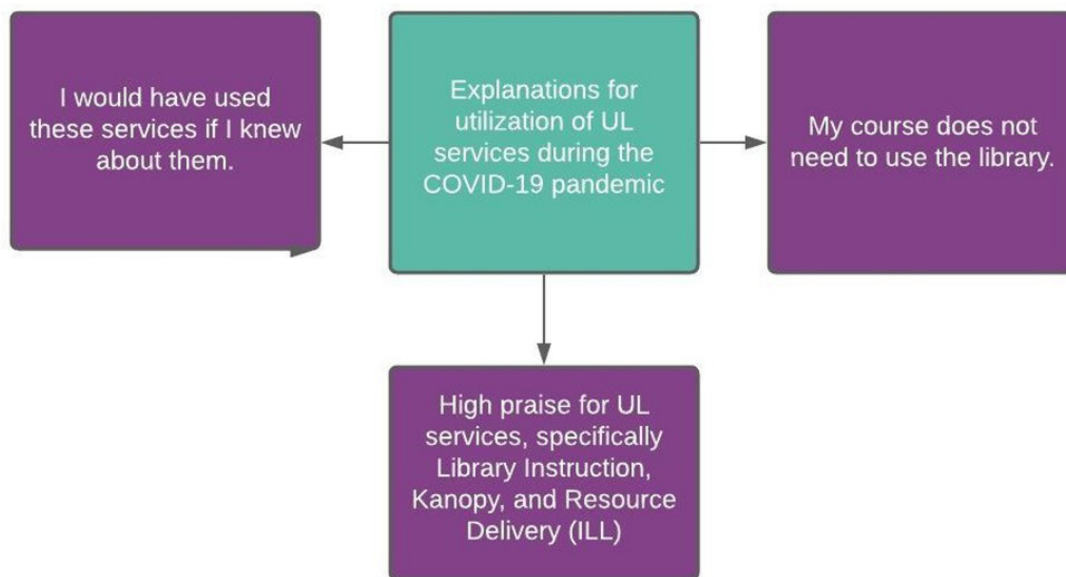 I would have used
these services if I knew
about them.
Explanations for
utilization of UL
services during the
COVID-19 pandemic
My course does not
need to use the library.
High praise for UL
services, specifically
Library Instruction,
Kanopy, and Resource
Delivery (ILL)